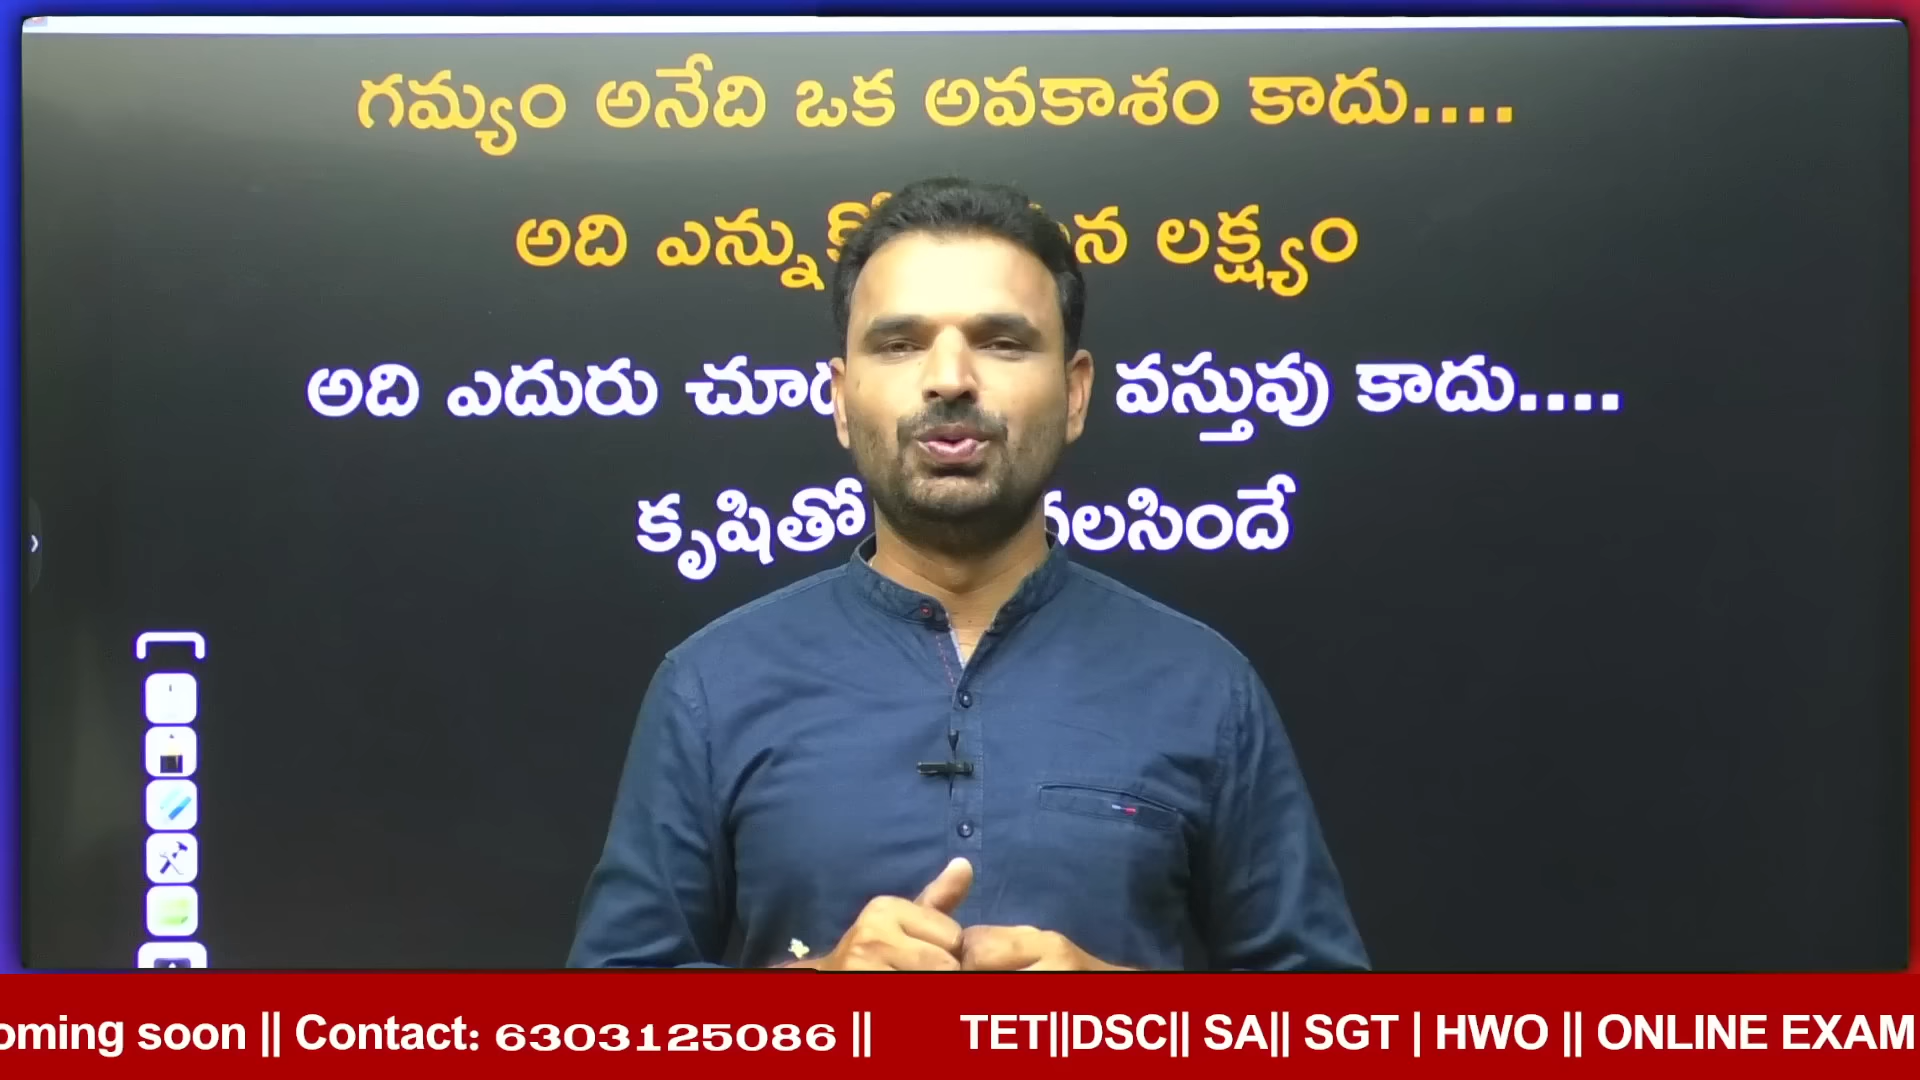 గమ్యం అనేది ఒక అవకాశం కాదు....
అది లక్ష్యం
అది ఎదురు వస్తువు కాదు....
కృషితో
oming soon || Contact: 6303125086 || TET||DSC|| SA|| SGT | HWO || ONLINE EXAM